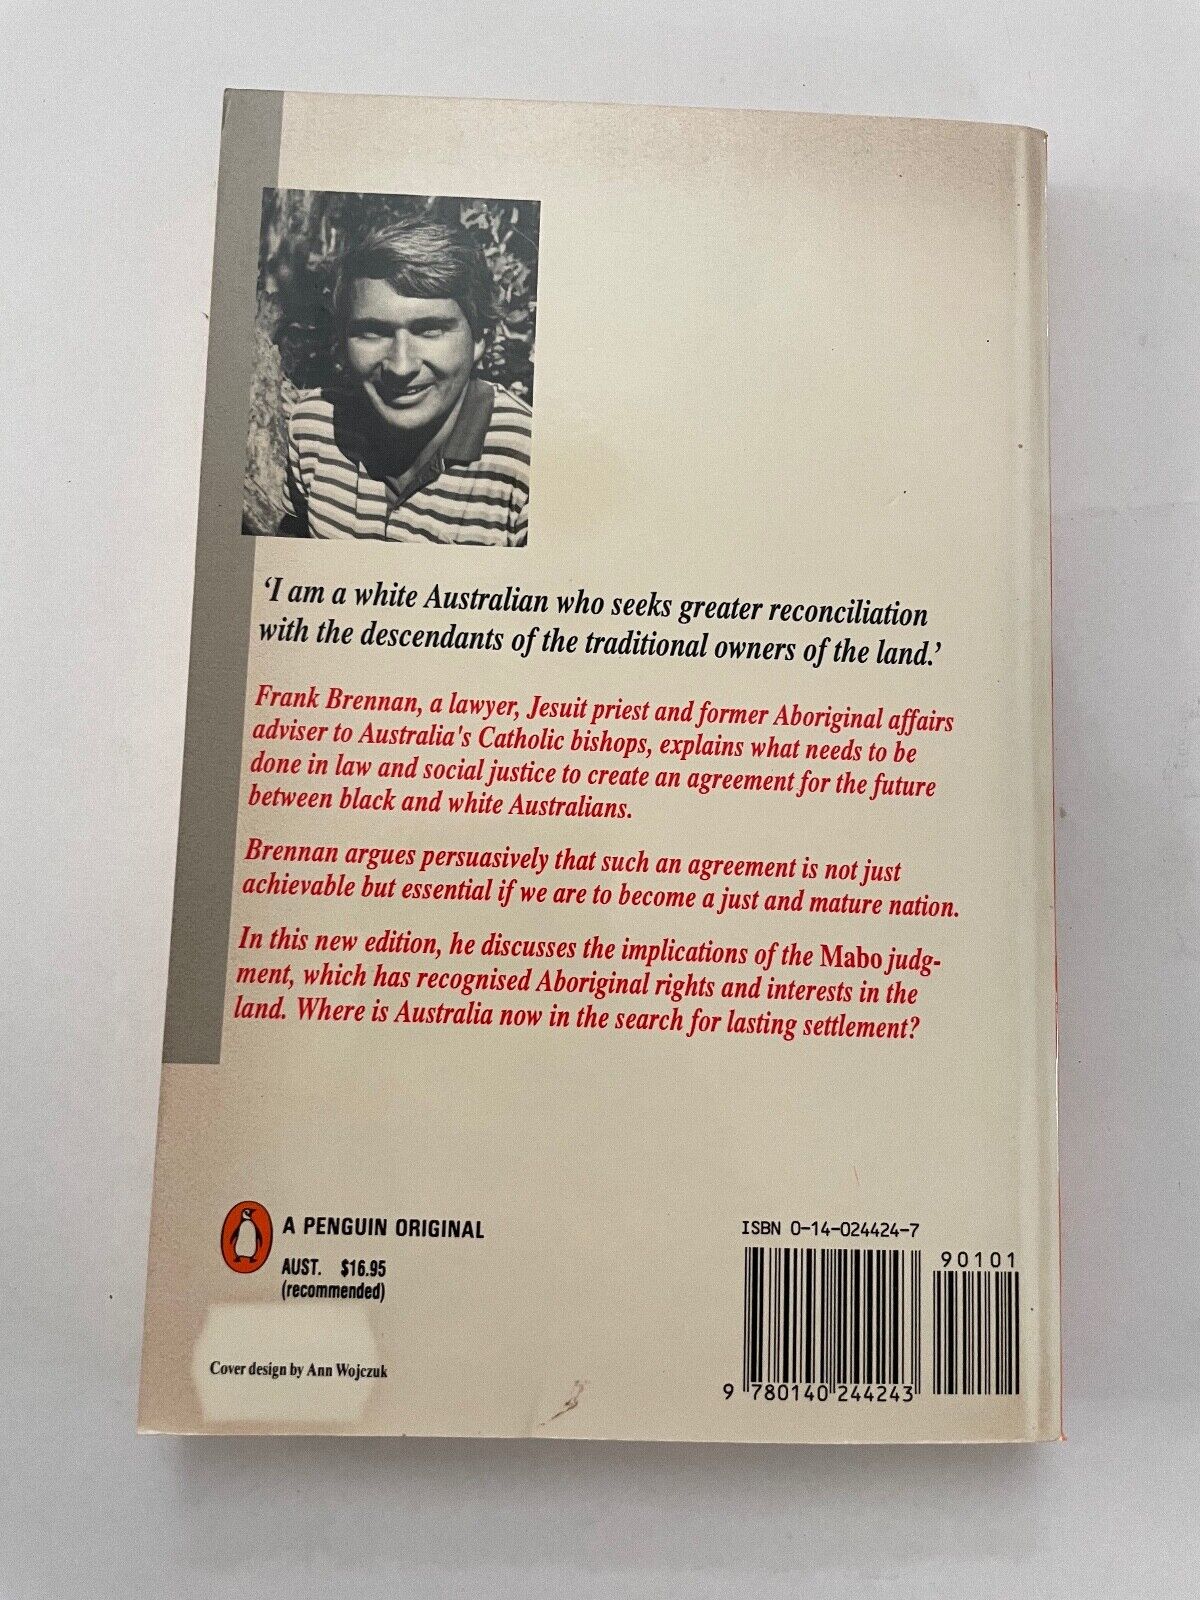 ‘I am a white Australian who seeks greater reconciliation
with the descendants of the traditional owners of the land.’
Frank Brennan, a lawyer, Jesuit priest and former Aboriginal affairs
adviser to Australia's Catholic bishops, explains what needs to be
done in law and social justice to create an agreement for the future
between black and white Australians.
Brennan argues persuasively that such an agreement is not just
achievable but essential if we are to become a just and mature nation.
In this new edition, he discusses the implications of the Mabo judg-
ment, which has recognised Aboriginal rights and interests in the
land. Where is Australia now in the search for lasting settlement?
A PENGUIN ORIGINAL
AUST. $16.95
(recommended)
Cover design by Ann Wojczuk
ISBN 0-14-024424-7
90101
9 780140 244243